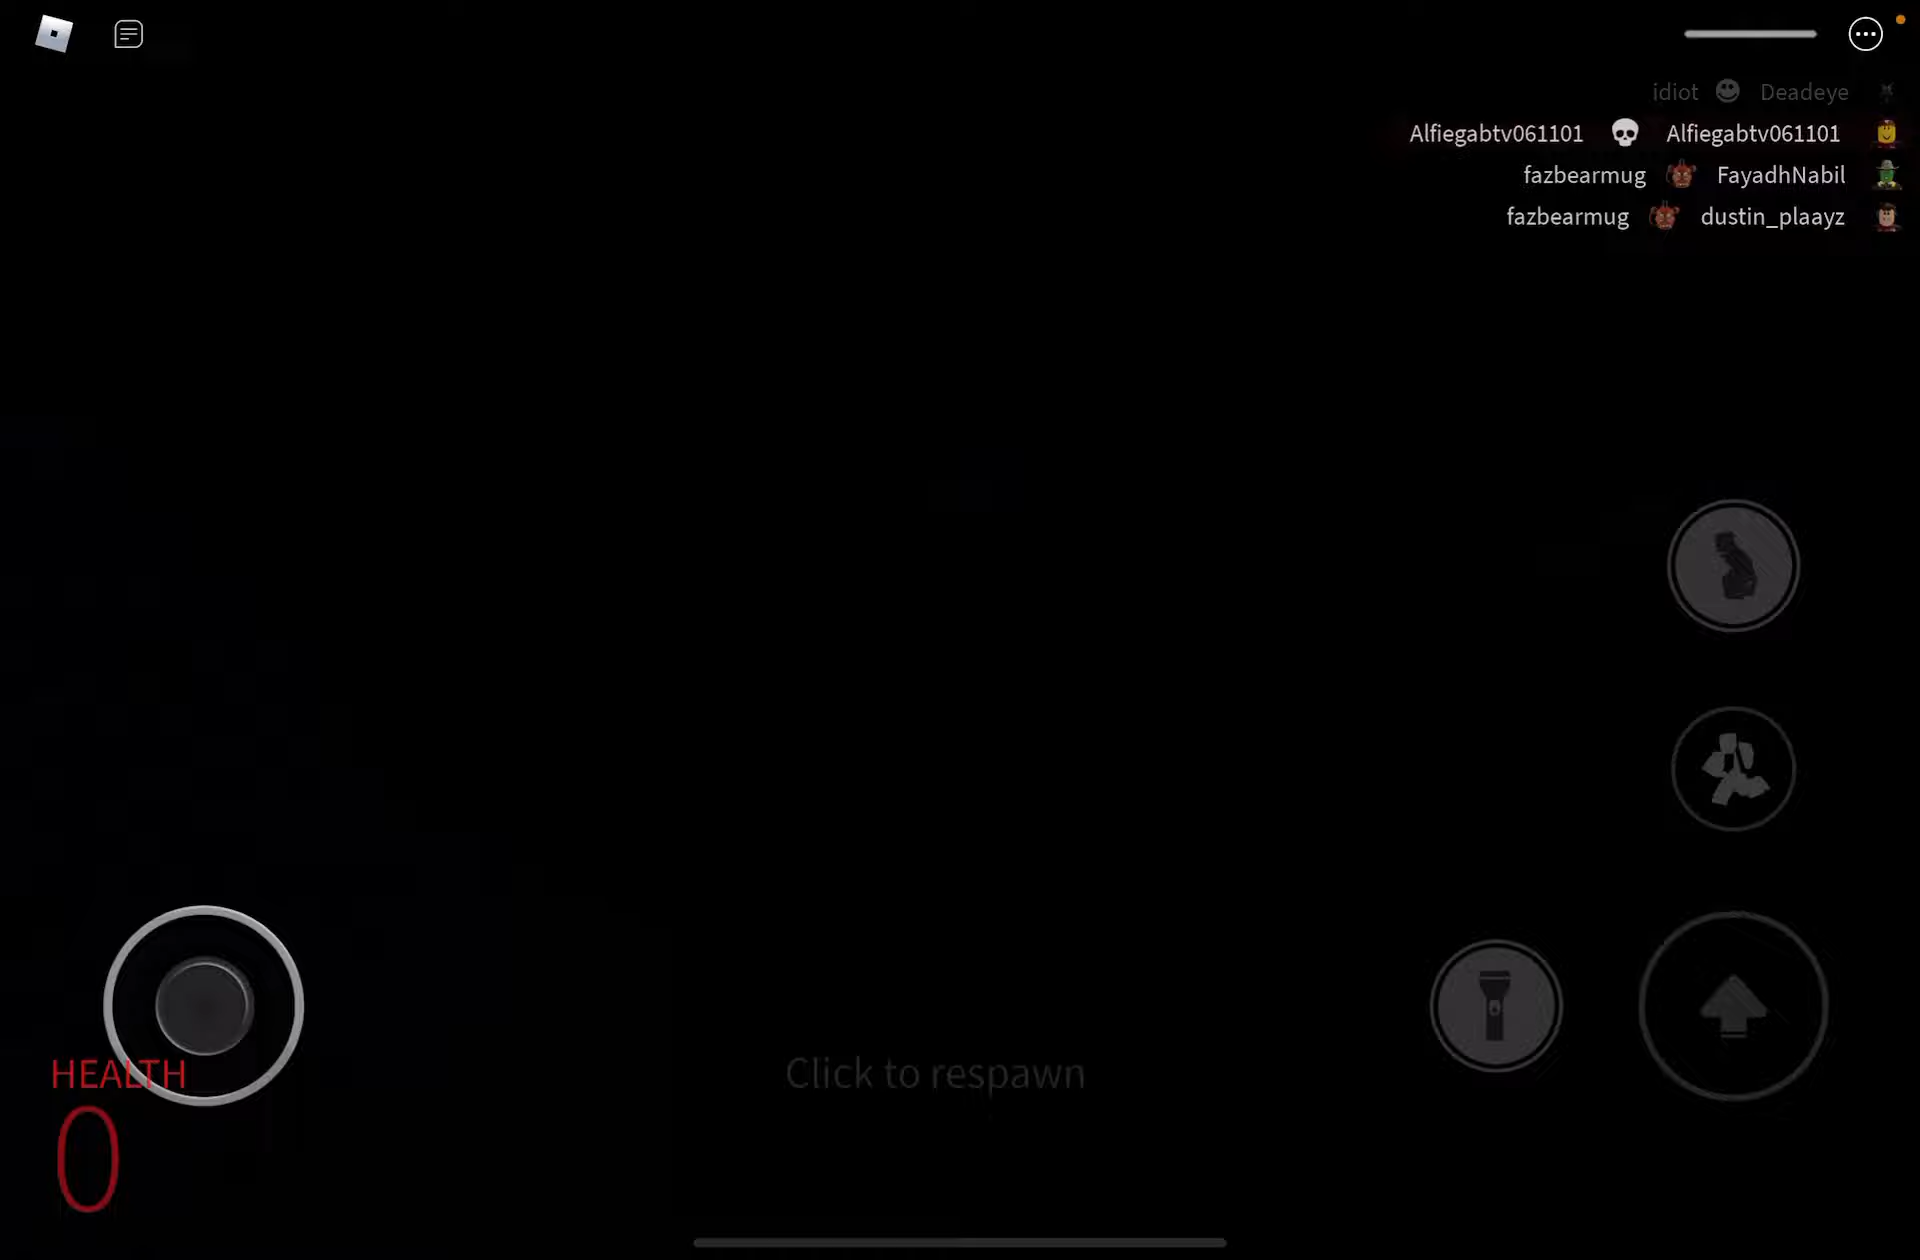 idiot Deadeye
Alfiegabtv061101 Alfiegabtv061101
fazbearmug FayadhNabil
fazbearmug dustin_plaayz
HEALTH
Click to respawn
0